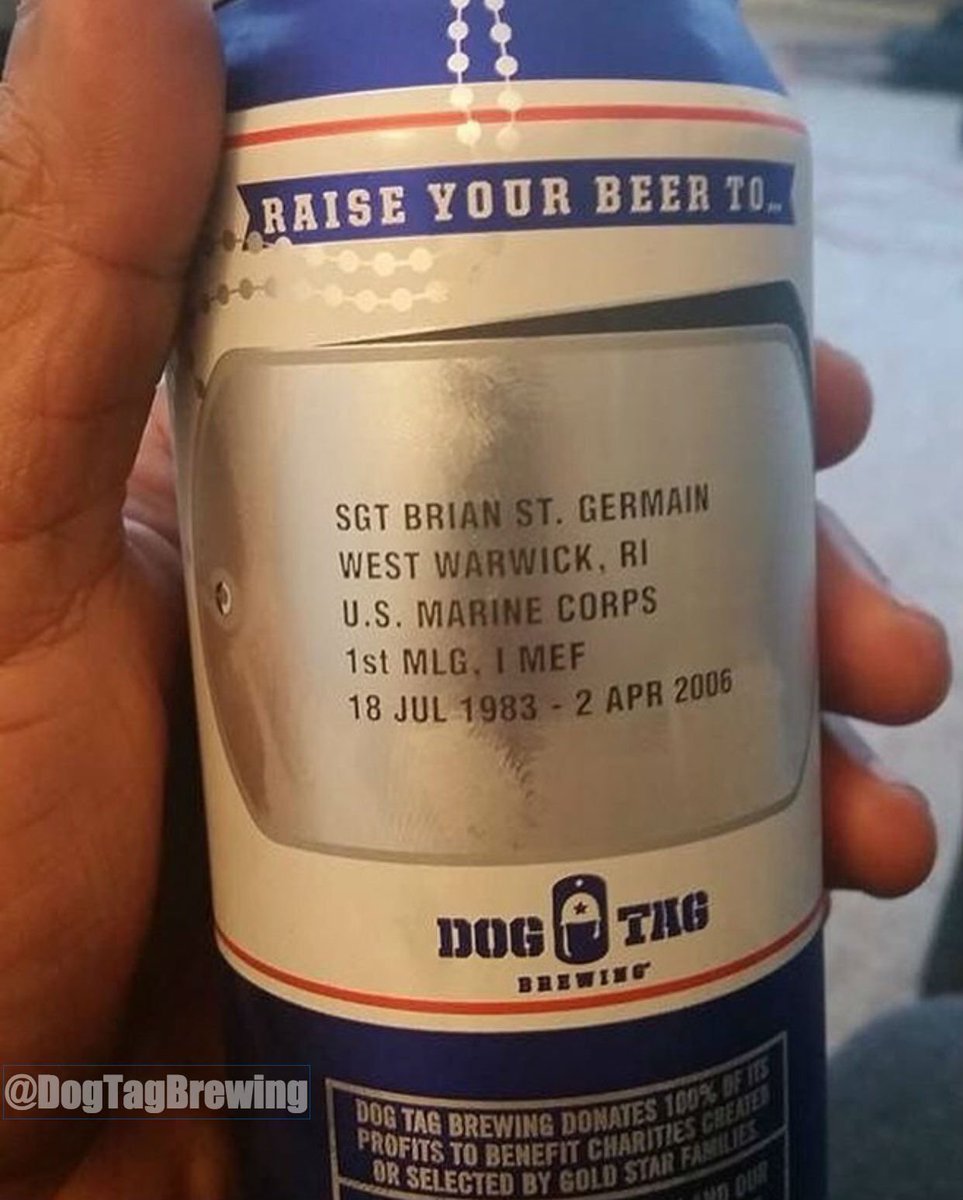 RAISE YOUR BEER TO...
SGT BRIAN ST. GERMAIN
WEST WARWICK, RI
U.S. MARINE CORPS
1st MLG, I MEF
18 JUL 1983 - 2 APR 2006
DOG TAG
BREWING
@DogTagBrewing
DOG TAG BREWING DONATES 100% OF ITS
PROFITS TO BENEFIT CHARITIES CREATED
OR SELECTED BY GOLD STAR FAMILIES
AND OUR